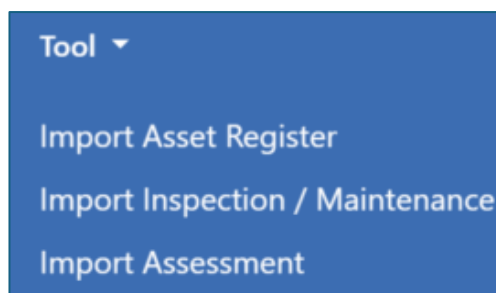 Tool
Import Asset Register
Import Inspection / Maintenance
Import Assessment